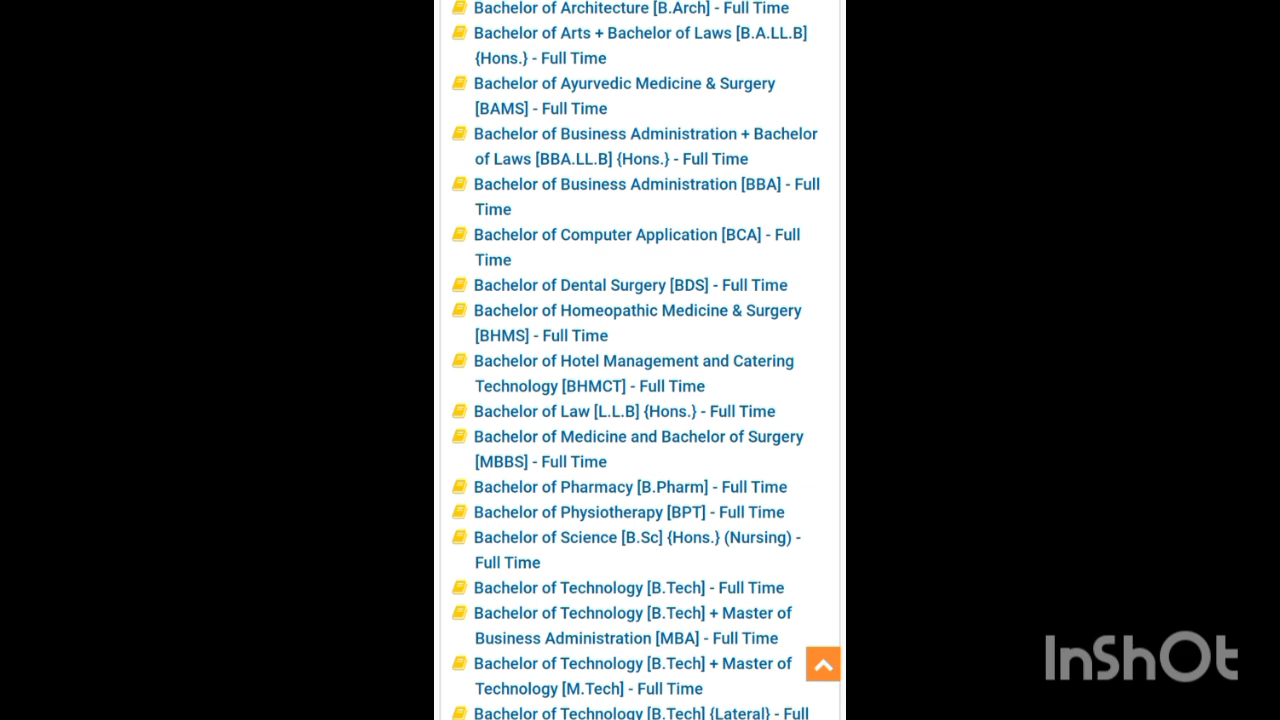 Bachelor of Architecture [B.Arch] - Full Time
Bachelor of Arts + Bachelor of Laws [B.A.LL.B]
{Hons.} - Full Time
Bachelor of Ayurvedic Medicine & Surgery
[BAMS] - Full Time
Bachelor of Business Administration + Bachelor
of Laws [BBA.LL.B] {Hons.} - Full Time
Bachelor of Business Administration [BBA] - Full
Time
Bachelor of Computer Application [BCA] - Full
Time
Bachelor of Dental Surgery [BDS] - Full Time
Bachelor of Homeopathic Medicine & Surgery
[BHMS] - Full Time
Bachelor of Hotel Management and Catering
Technology [BHMCT] - Full Time
Bachelor of Law [L.L.B] {Hons.} - Full Time
Bachelor of Medicine and Bachelor of Surgery
[MBBS] - Full Time
Bachelor of Pharmacy [B.Pharm] - Full Time
Bachelor of Physiotherapy [BPT] - Full Time
Bachelor of Science [B.Sc] {Hons.} (Nursing) -
Full Time
Bachelor of Technology [B.Tech] - Full Time
Bachelor of Technology [B.Tech] + Master of
Business Administration [MBA] - Full Time
Bachelor of Technology [B.Tech] + Master of
Technology [M.Tech] - Full Time
Bachelor of Technology [B.Tech] {Lateral} - Full
InShOt